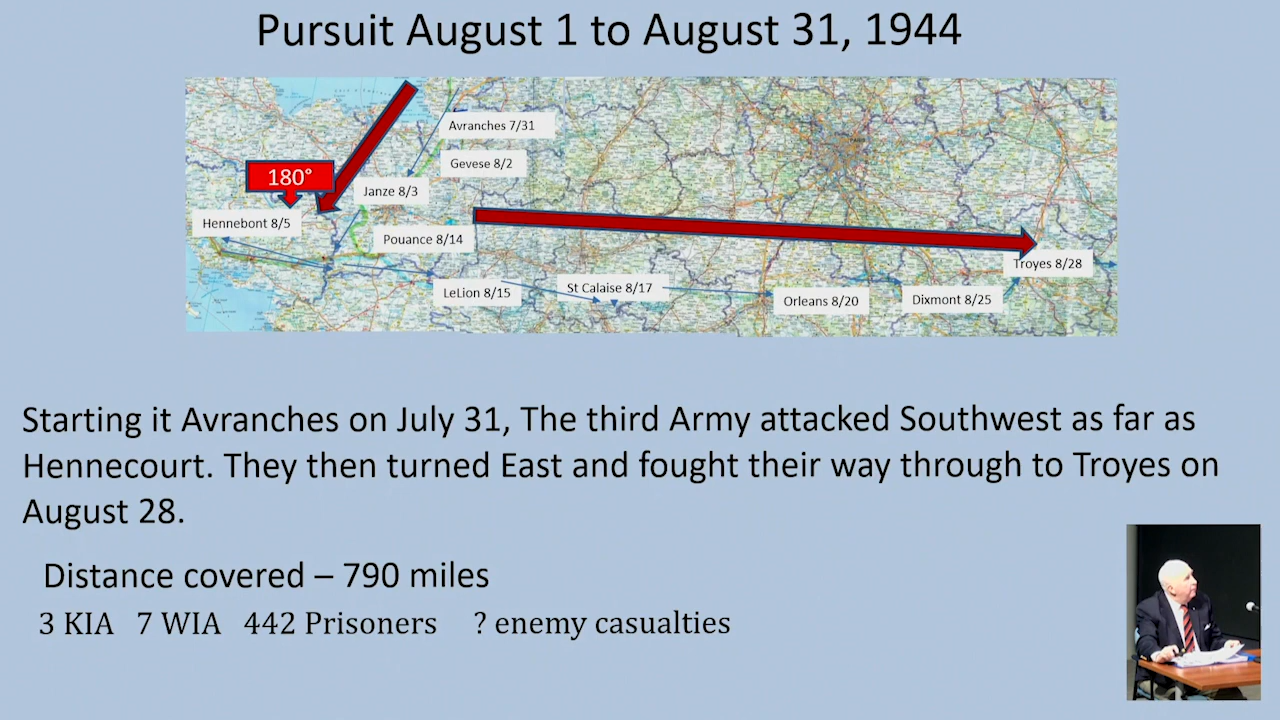 Pursuit August 1 to August 31, 1944
Avranches 7/31
Gevese 8/2
180°
Janze 8/3
Hennebont 8/5
Pouance 8/14
Troyes 8/28
LeLion 8/15
St Calaise 8/17
Orleans 8/20
Dixmont 8/25
Starting it Avranches on July 31, The third Army attacked Southwest as far as
Hennecourt. They then turned East and fought their way through to Troyes on
August 28.
Distance covered – 790 miles
3 KIA 7 WIA 442 Prisoners ? enemy casualties